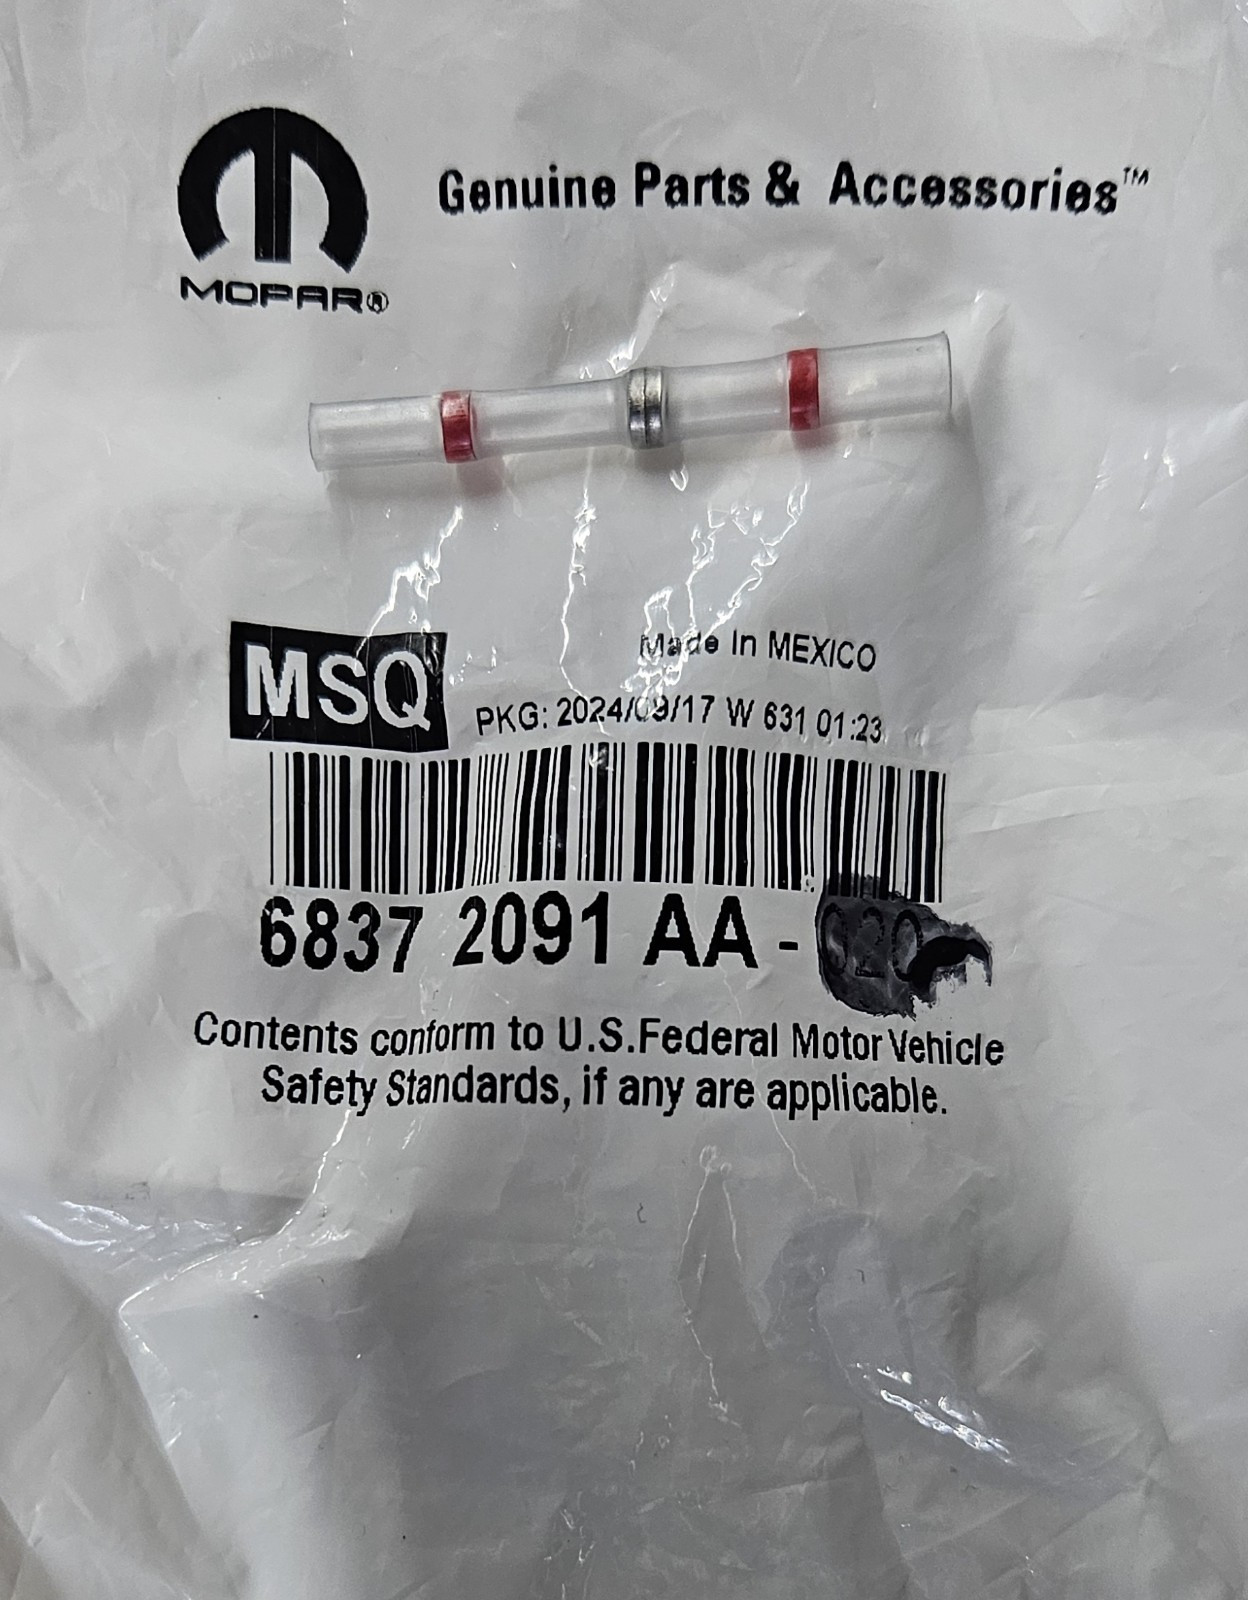 Genuine Parts & Accessories™
MOPAR®
MSQ
Made In MEXICO
PKG: 2024/09/17 W 631 01:23
6837 2091 AA - 020
Contents conform to U.S.Federal Motor Vehicle
Safety Standards, if any are applicable.